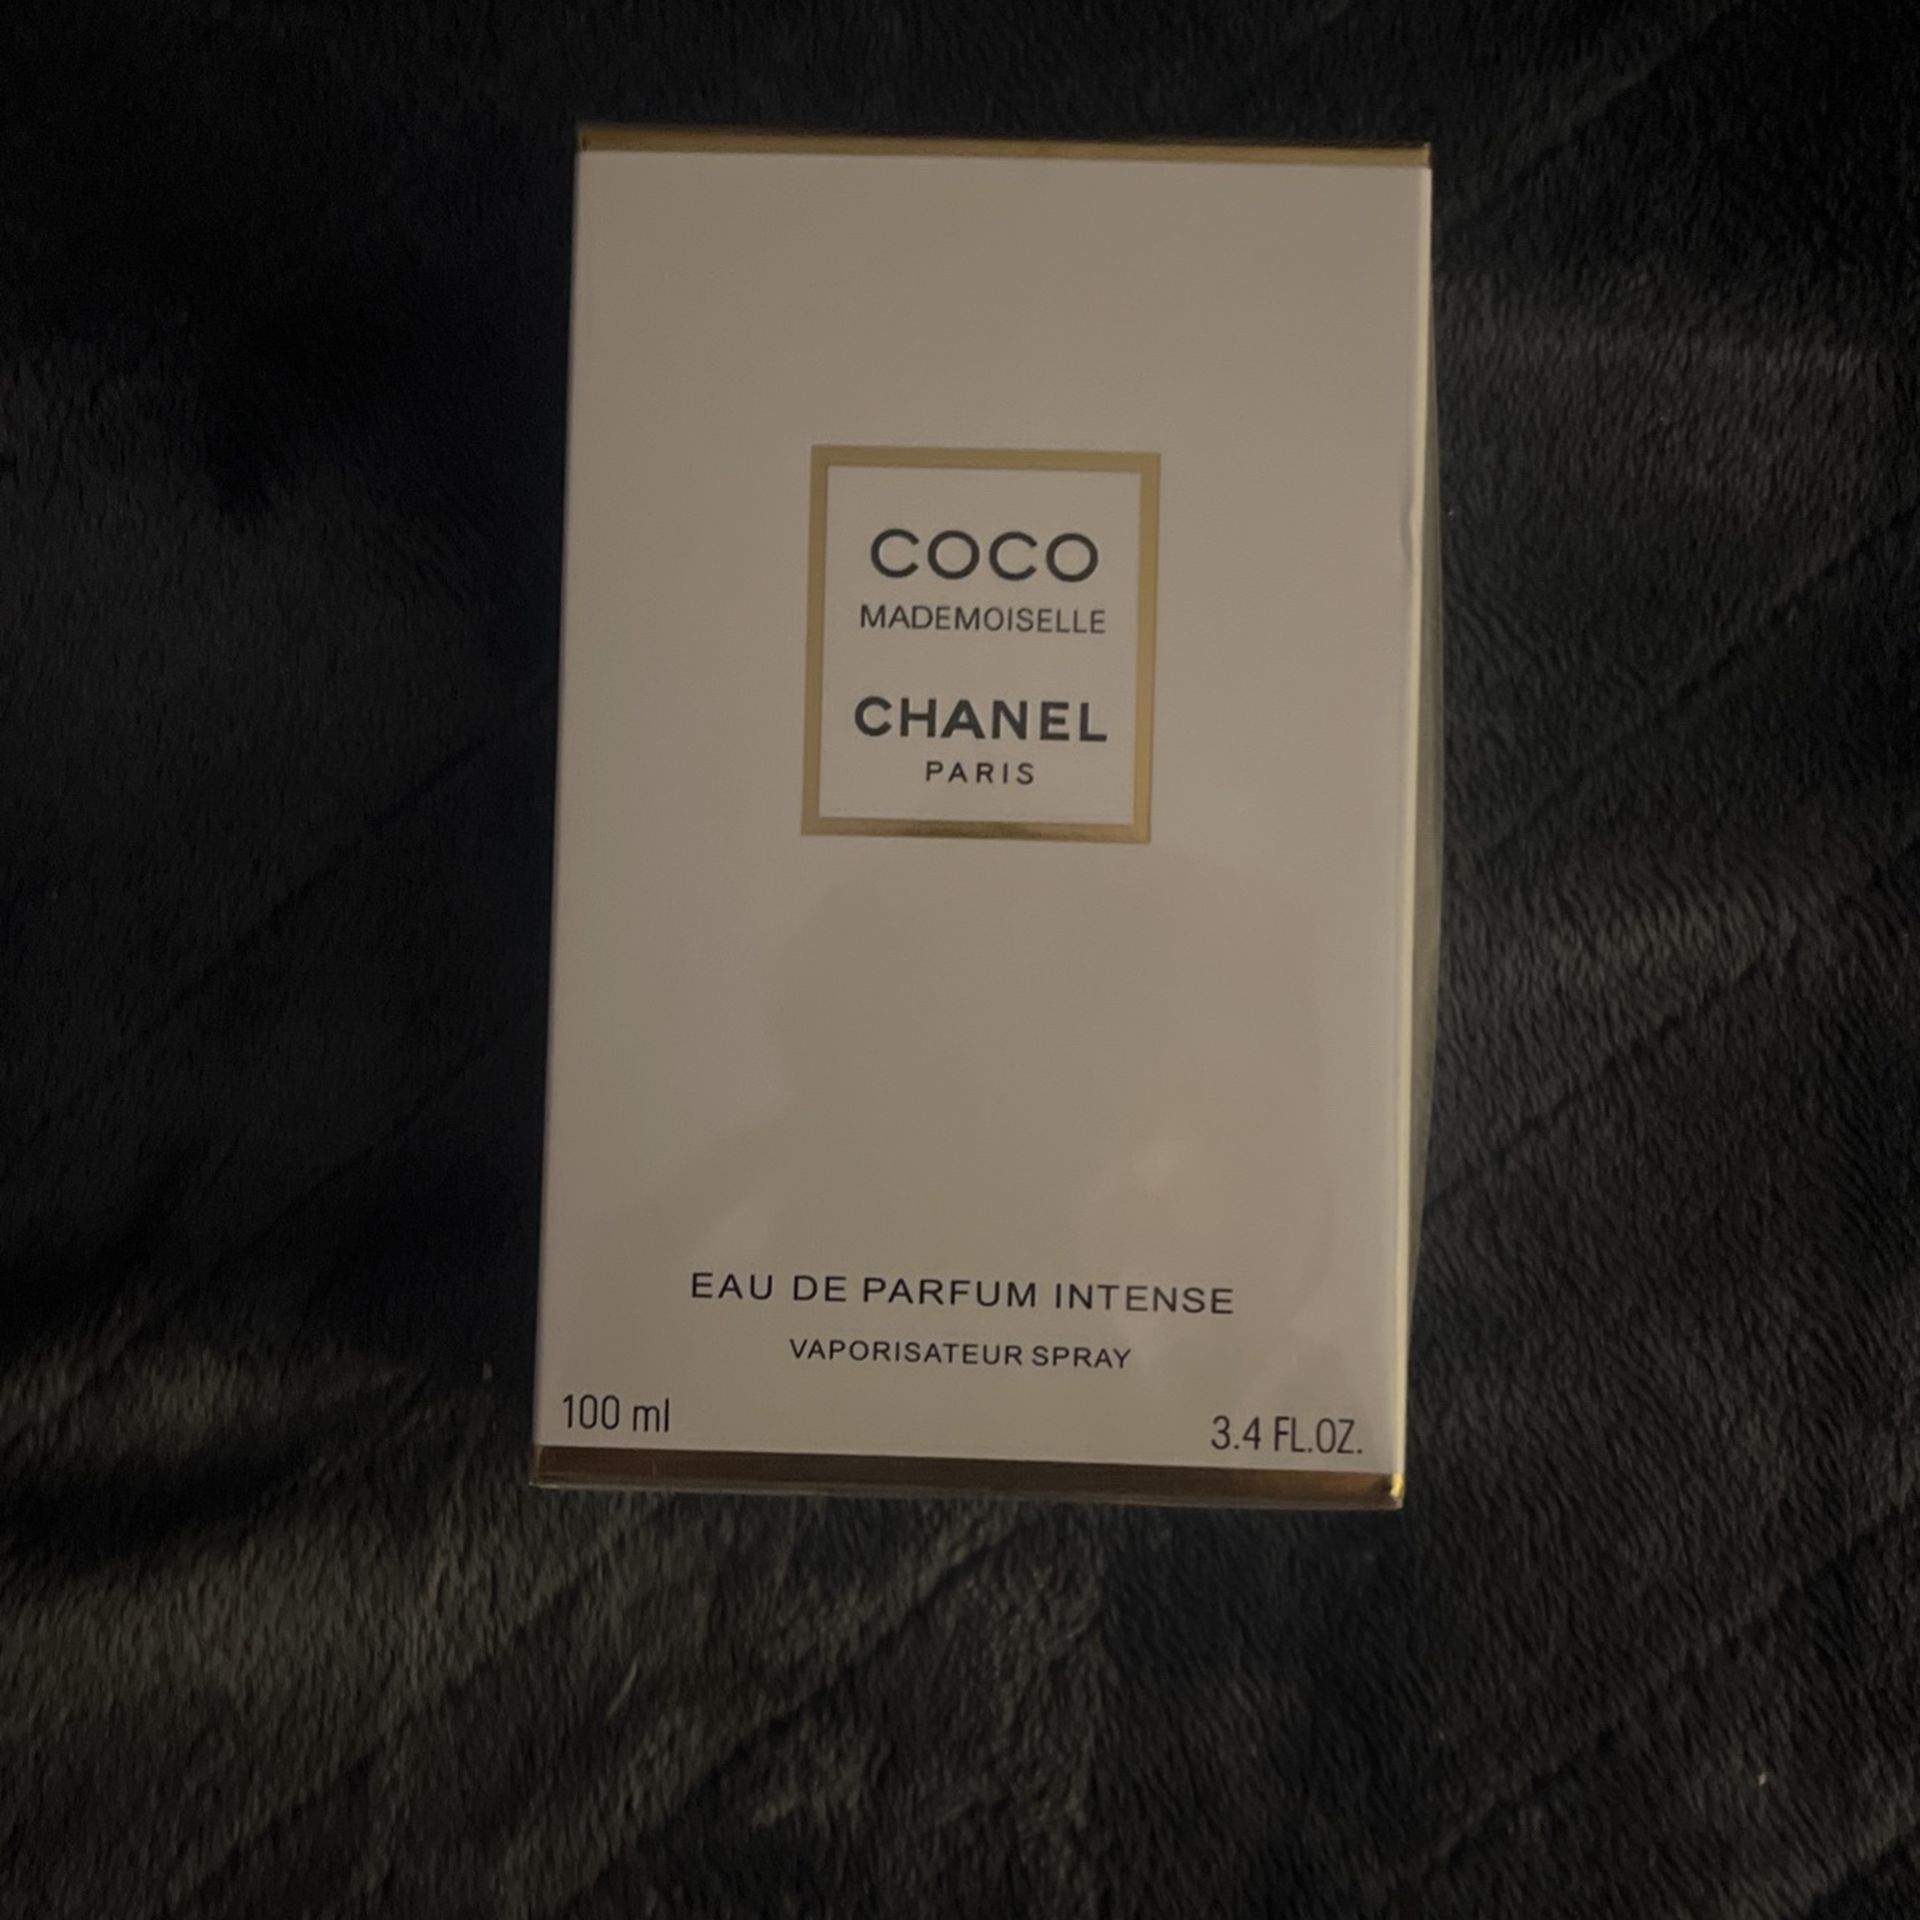 COCO
MADEMOISELLE
CHANEL
PARIS
EAU DE PARFUM INTENSE
VAPORISATEUR SPRAY
100 ml
3.4 FL.OZ.